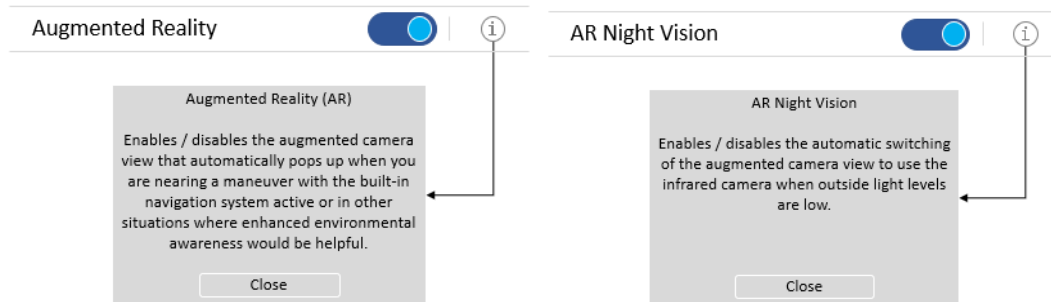 Augmented Reality
i
Augmented Reality (AR)
Enables / disables the augmented camera
view that automatically pops up when you
are nearing a maneuver with the built-in
navigation system active or in other
situations where enhanced environmental
awareness would be helpful.
Close
AR Night Vision
i
AR Night Vision
Enables / disables the automatic switching
of the augmented camera view to use the
infrared camera when outside light levels
are low.
Close